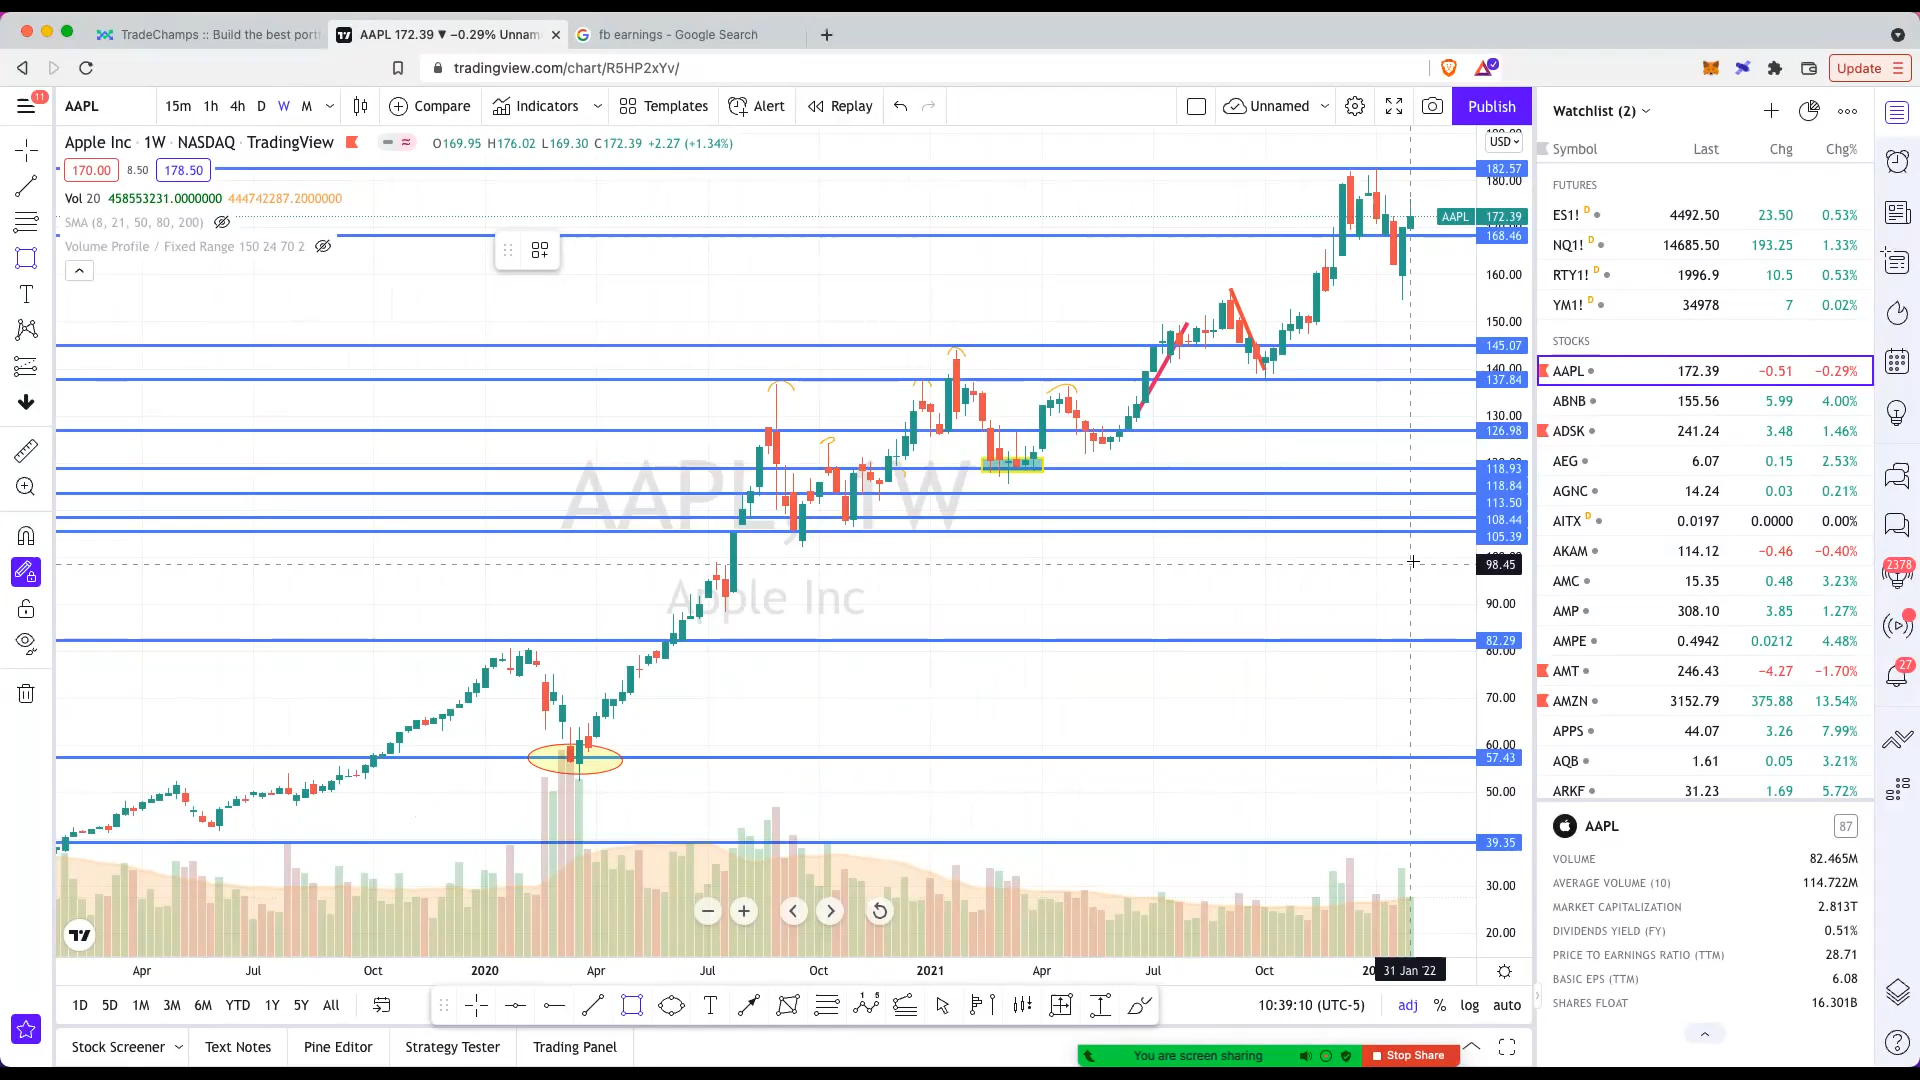 TradeChamps :: Build the best port
AAPL 172.39 ▼ −0.29% Unnam
fb earnings - Google Search
tradingview.com/chart/R5HP2xYv/
Update
11
AAPL
15m 1h 4h D W M
Compare
Indicators
Templates
Alert
Replay
Unnamed
Publish
Apple Inc · 1W · NASDAQ · TradingView
O169.95 H176.02 L169.30 C172.39 +2.27 (+1.34%)
170.00 8.50 178.50
Vol 20 458553231.0000000 444742287.2000000
SMA (8, 21, 50, 80, 200)
Volume Profile / Fixed Range 150 24 70 2
AAPL, 1W
Apple Inc
USD
182.57
180.00
AAPL 172.39
168.46
160.00
150.00
145.07
140.00
137.84
130.00
126.98
118.93
118.84
113.50
108.44
105.39
98.45
90.00
82.29
80.00
70.00
60.00
57.43
50.00
39.35
30.00
20.00
Apr Jul Oct 2020 Apr Jul Oct 2021 Apr Jul Oct 31 Jan '22
1D 5D 1M 3M 6M YTD 1Y 5Y All
10:39:10 (UTC-5)
adj % log auto
Stock Screener
Text Notes
Pine Editor
Strategy Tester
Trading Panel
You are screen sharing
Stop Share
Watchlist (2)
Symbol Last Chg Chg%
FUTURES
ES1! D 4492.50 23.50 0.53%
NQ1! D 14685.50 193.25 1.33%
RTY1! D 1996.9 10.5 0.53%
YM1! D 34978 7 0.02%
STOCKS
AAPL 172.39 −0.51 −0.29%
ABNB 155.56 5.99 4.00%
ADSK 241.24 3.48 1.46%
AEG 6.07 0.15 2.53%
AGNC 14.24 0.03 0.21%
AITX D 0.0197 0.0000 0.00%
AKAM 114.12 −0.46 −0.40%
AMC 15.35 0.48 3.23%
AMP 308.10 3.85 1.27%
AMPE 0.4942 0.0212 4.48%
AMT 246.43 −4.27 −1.70%
AMZN 3152.79 375.88 13.54%
APPS 44.07 3.26 7.99%
AQB 1.61 0.05 3.21%
ARKF 31.23 1.69 5.72%
AAPL 87
VOLUME 82.465M
AVERAGE VOLUME (10) 114.722M
MARKET CAPITALIZATION 2.813T
DIVIDENDS YIELD (FY) 0.51%
PRICE TO EARNINGS RATIO (TTM) 28.71
BASIC EPS (TTM) 6.08
SHARES FLOAT 16.301B
2378
27